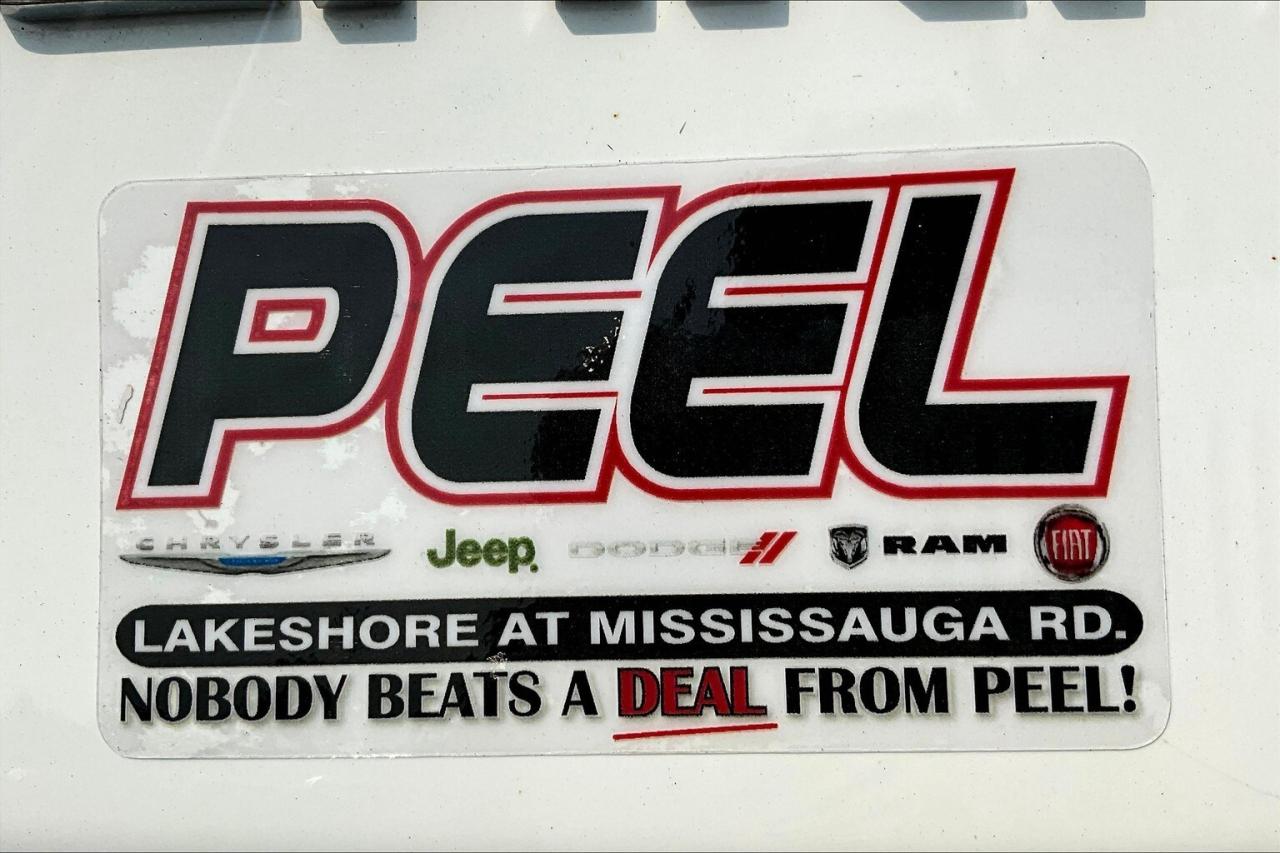 PEEL
CHRYSLER Jeep DODGE RAM FIAT
LAKESHORE AT MISSISSAUGA RD.
NOBODY BEATS A DEAL FROM PEEL!